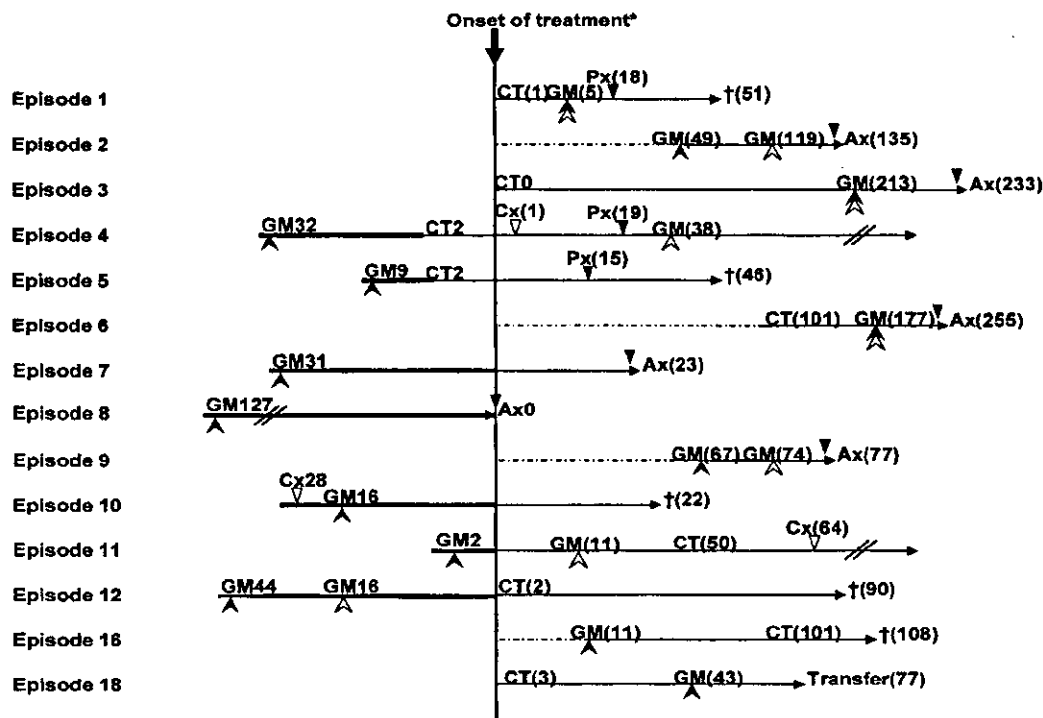 Onset of treatment*
Px(18)
Episode 1 CT(1) GM(5) †(51)
Episode 2 GM(49) GM(119) Ax(135)
Episode 3 CT0 GM(213) Ax(233)
Cx(1) Px(19)
Episode 4 GM32 CT2 GM(38)
Px(15)
Episode 5 GM9 CT2 †(46)
Episode 6 CT(101) GM(177) Ax(255)
Episode 7 GM31 Ax(23)
Episode 8 GM127 Ax0
Episode 9 GM(67) GM(74) Ax(77)
Cx28
Episode 10 GM16 †(22)
Cx(64)
Episode 11 GM2 GM(11) CT(50)
Episode 12 GM44 GM16 CT(2) †(90)
Episode 16 GM(11) CT(101) †(108)
Episode 18 CT(3) GM(43) Transfer(77)